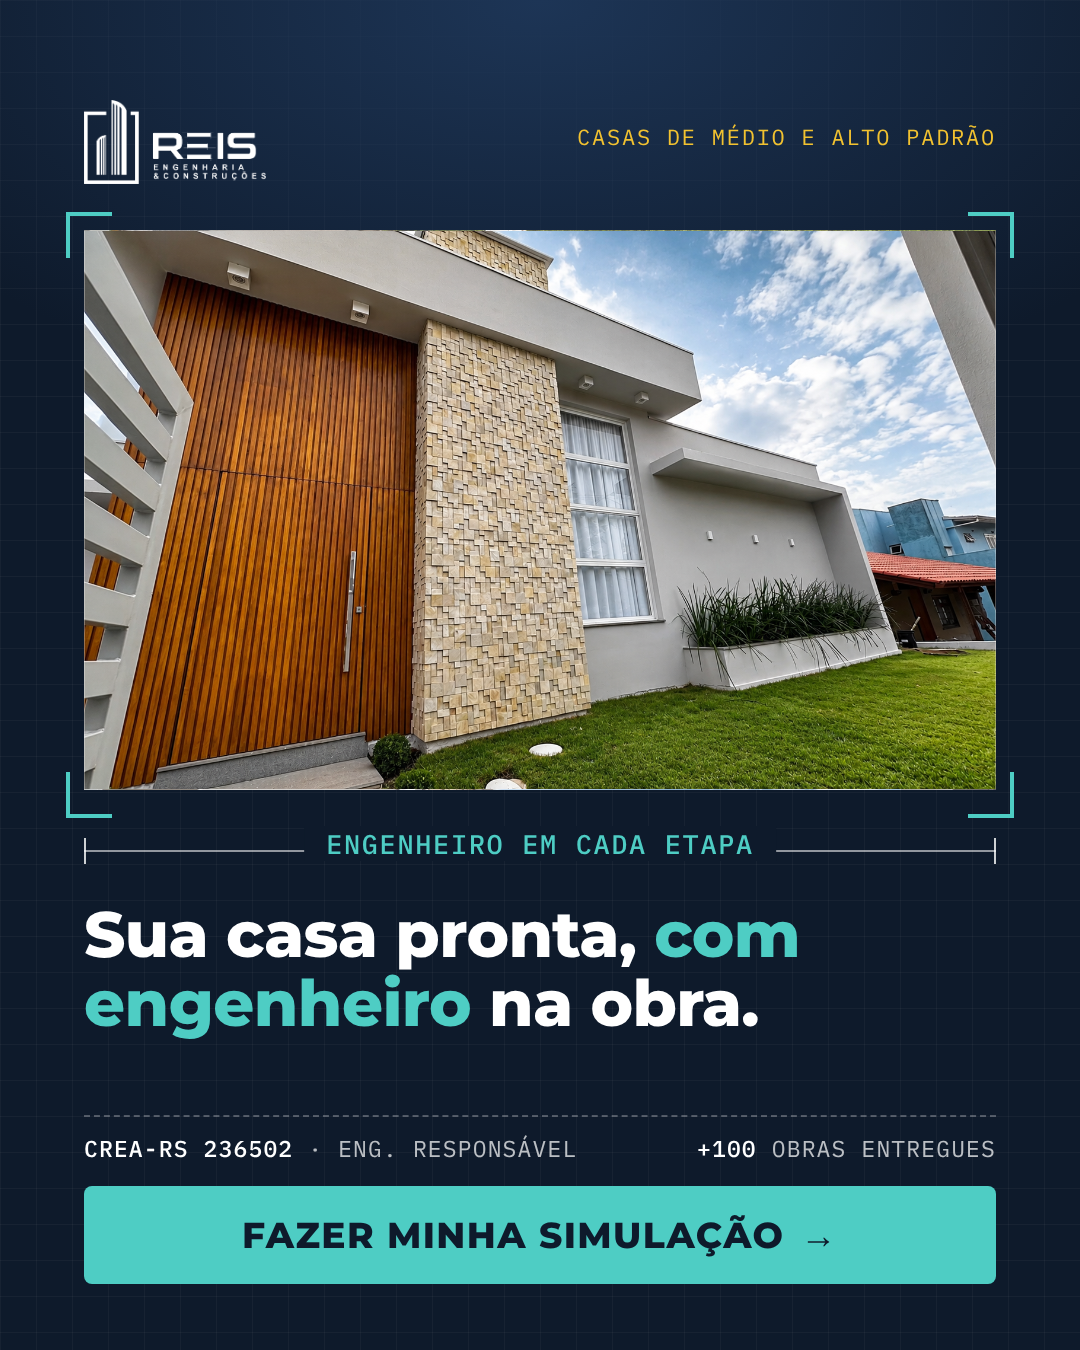 REIS
ENGENHARIA
&CONSTRUÇÕES
CASAS DE MÉDIO E ALTO PADRÃO
ENGENHEIRO EM CADA ETAPA
Sua casa pronta, com
engenheiro na obra.
CREA-RS 236502 · ENG. RESPONSÁVEL
+100 OBRAS ENTREGUES
FAZER MINHA SIMULAÇÃO →